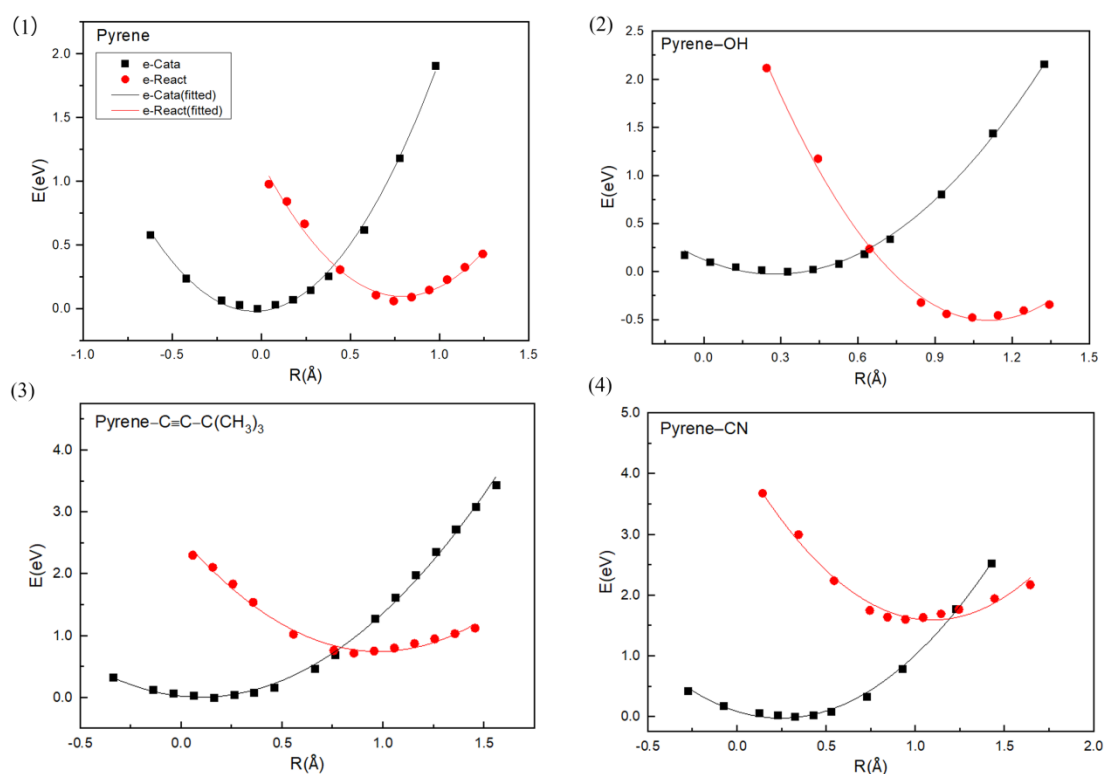 (1)
Pyrene
e-Cata
e-React
e-Cata(fitted)
e-React(fitted)
E(eV)
2.0
1.5
1.0
0.5
0.0
-1.0 -0.5 0.0 0.5 1.0 1.5
R(Å)
(2)
Pyrene–OH
E(eV)
2.5
2.0
1.5
1.0
0.5
0.0
-0.5
0.0 0.3 0.6 0.9 1.2 1.5
R(Å)
(3)
Pyrene–C≡C–C(CH₃)₃
E(eV)
4.0
3.0
2.0
1.0
0.0
-0.5 0.0 0.5 1.0 1.5
R(Å)
(4)
Pyrene–CN
E(eV)
5.0
4.0
3.0
2.0
1.0
0.0
-0.5 0.0 0.5 1.0 1.5 2.0
R(Å)